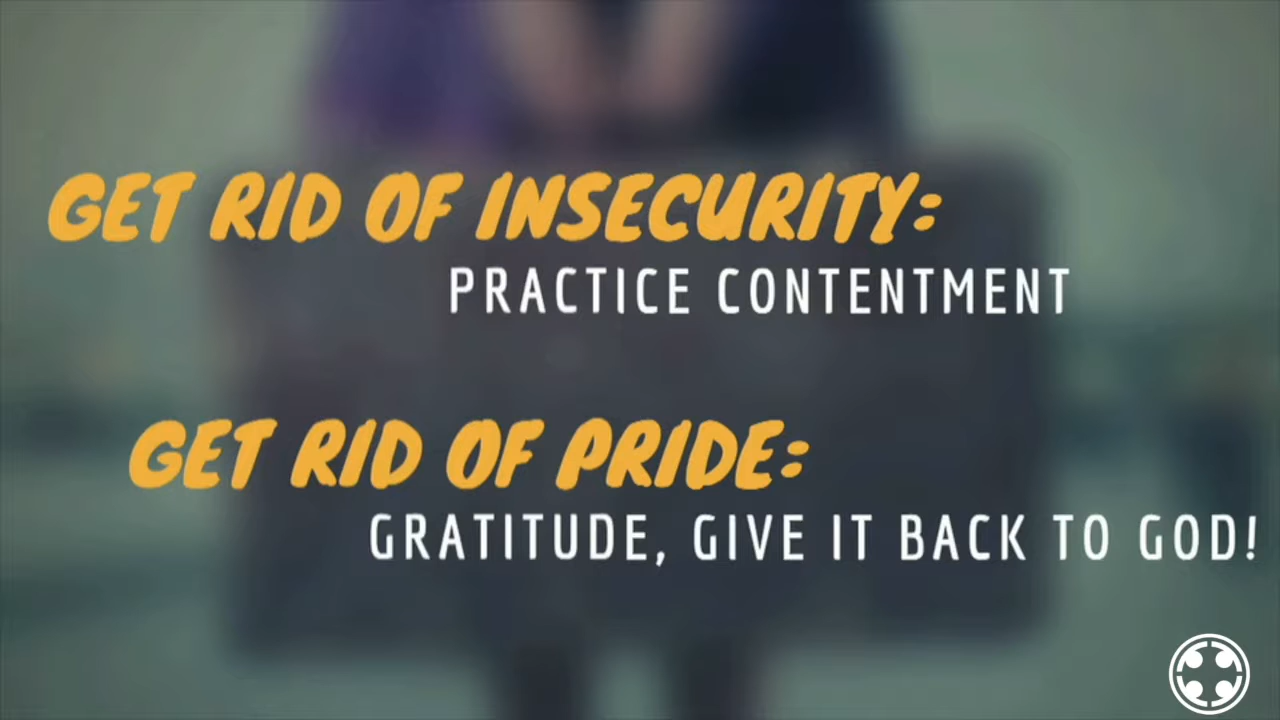 GET RID OF INSECURITY:
PRACTICE CONTENTMENT
GET RID OF PRIDE:
GRATITUDE, GIVE IT BACK TO GOD!